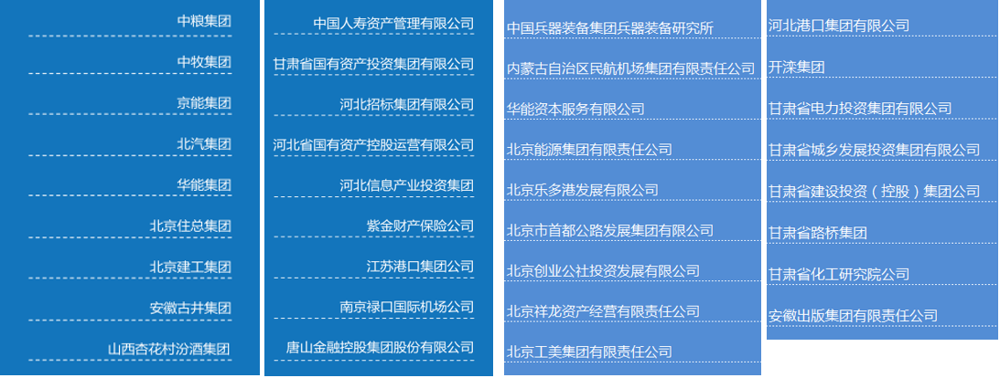 中粮集团
中牧集团
京能集团
北汽集团
华能集团
北京住总集团
北京建工集团
安徽古井集团
山西杏花村汾酒集团
中国人寿资产管理有限公司
甘肃省国有资产投资集团有限公司
河北招标集团有限公司
河北省国有资产控股运营有限公司
河北信息产业投资集团
紫金财产保险公司
江苏港口集团公司
南京禄口国际机场公司
唐山金融控股集团股份有限公司
中国兵器装备集团兵器装备研究所
内蒙古自治区民航机场集团有限责任公司
华能资本服务有限公司
北京能源集团有限责任公司
北京乐多港发展有限公司
北京市首都公路发展集团有限公司
北京创业公社投资发展有限公司
北京祥龙资产经营有限责任公司
北京工美集团有限责任公司
河北港口集团有限公司
开滦集团
甘肃省电力投资集团有限公司
甘肃省城乡发展投资集团有限公司
甘肃省建设投资（控股）集团公司
甘肃省路桥集团
甘肃省化工研究院公司
安徽出版集团有限责任公司